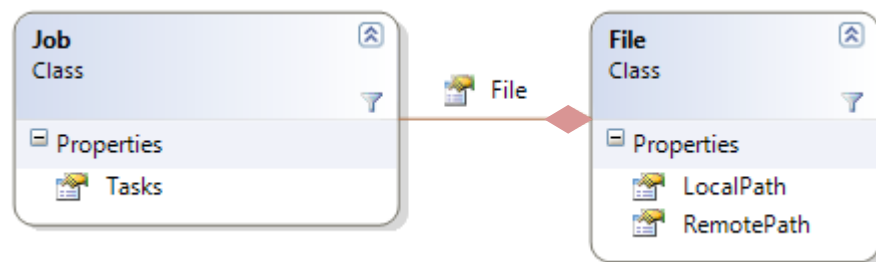 Job
Class
Properties
Tasks
File
File
Class
Properties
LocalPath
RemotePath